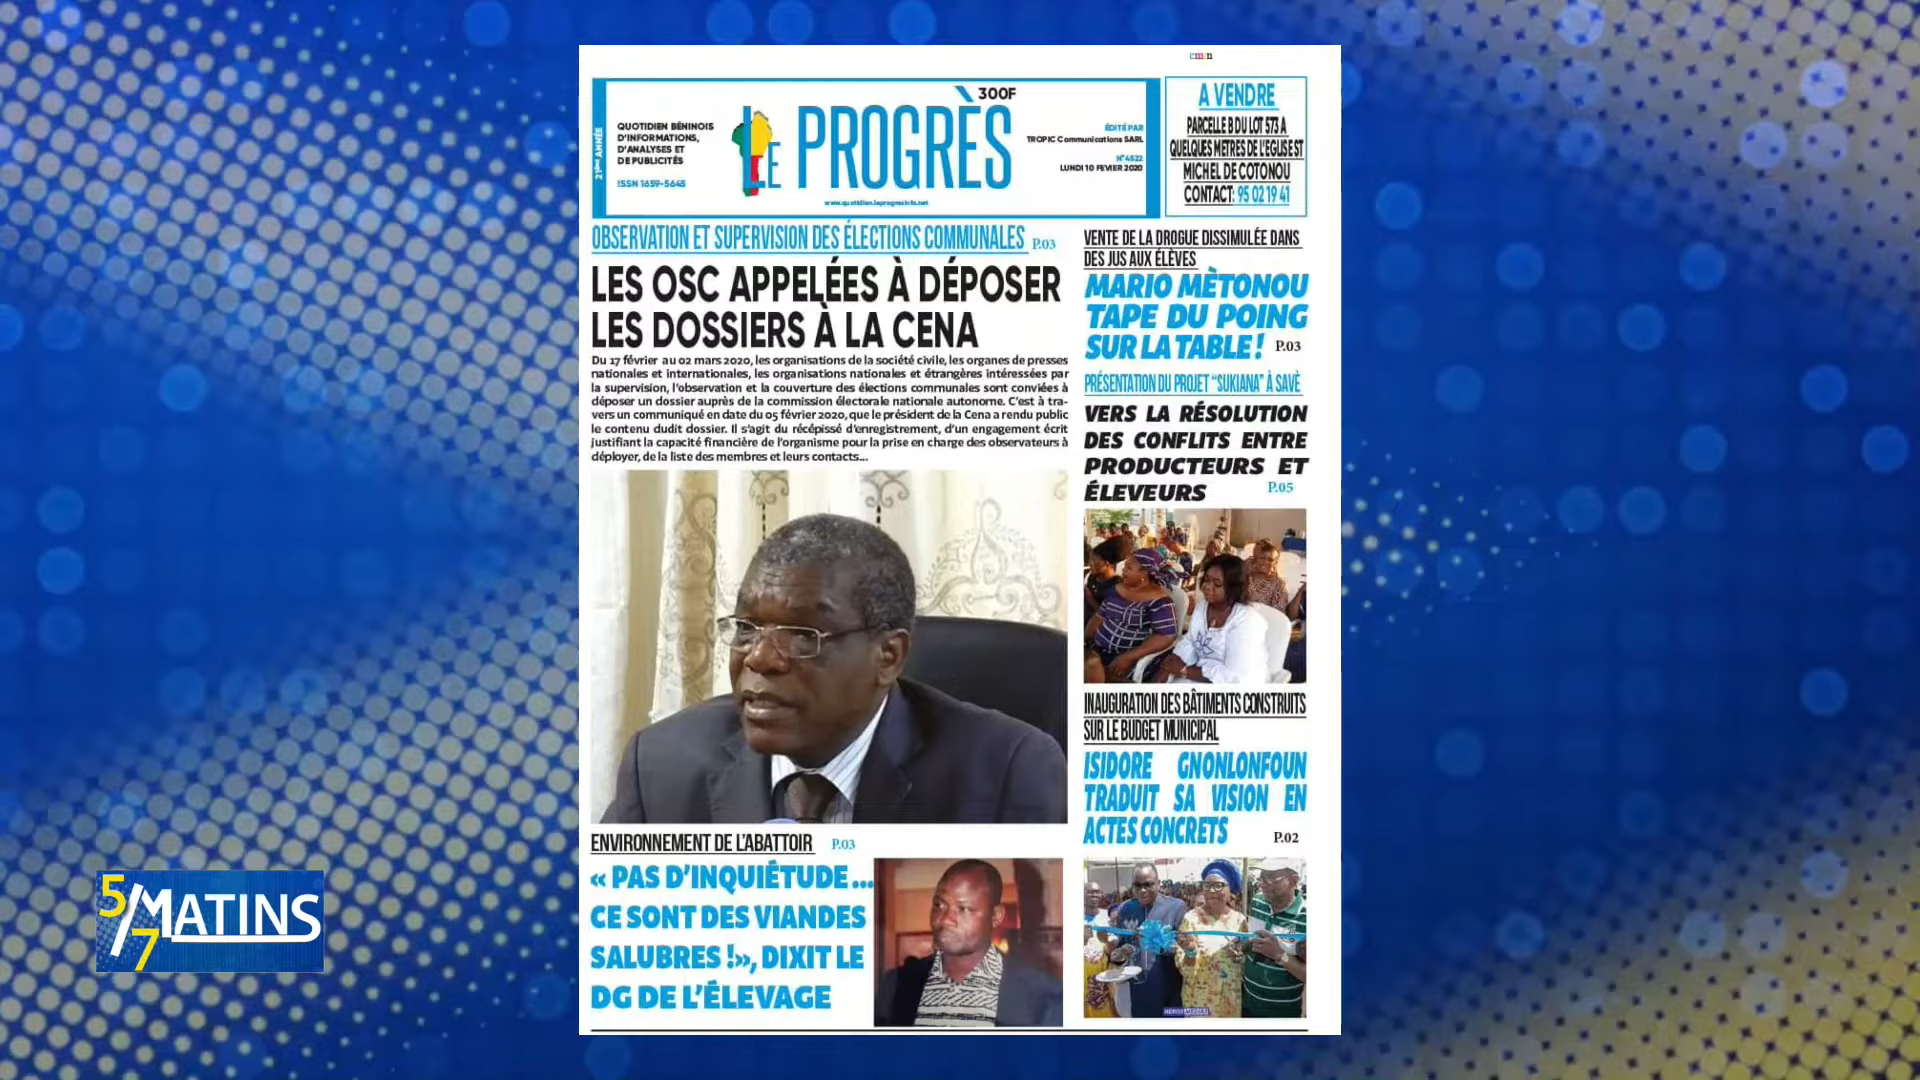 cmjn
21ème ANNÉE
QUOTIDIEN BÉNINOIS
D'INFORMATIONS,
D'ANALYSES ET
DE PUBLICITÉS
ISSN 1659-5645
LE PROGRÈS
300F
www.quotidien.leprogresinfo.net
ÉDITÉ PAR
TROPIC Communications SARL
N°4522
LUNDI 10 FEVIER 2020
A VENDRE
PARCELLE B DU LOT 573 A
QUELQUES METRES DE L'EGLISE ST
MICHEL DE COTONOU
CONTACT: 95 02 19 41
OBSERVATION ET SUPERVISION DES ÉLECTIONS COMMUNALES P.03
LES OSC APPELÉES À DÉPOSER
LES DOSSIERS À LA CENA
Du 17 février au 02 mars 2020, les organisations de la société civile, les organes de presses
nationales et internationales, les organisations nationales et étrangères intéressées par
la supervision, l'observation et la couverture des élections communales sont conviées à
déposer un dossier auprès de la commission électorale nationale autonome. C'est à tra-
vers un communiqué en date du 05 février 2020, que le président de la Cena a rendu public
le contenu dudit dossier. Il s'agit du récépissé d'enregistrement, d'un engagement écrit
justifiant la capacité financière de l'organisme pour la prise en charge des observateurs à
déployer, de la liste des membres et leurs contacts...
ENVIRONNEMENT DE L'ABATTOIR P.03
« PAS D'INQUIÉTUDE...
CE SONT DES VIANDES
SALUBRES !», DIXIT LE
DG DE L'ÉLEVAGE
VENTE DE LA DROGUE DISSIMULÉE DANS
DES JUS AUX ÉLÈVES
MARIO MÈTONOU
TAPE DU POING
SUR LA TABLE ! P.03
PRÉSENTATION DU PROJET "SUKIANA" À SAVÈ
VERS LA RÉSOLUTION
DES CONFLITS ENTRE
PRODUCTEURS ET
ÉLEVEURS P.05
INAUGURATION DES BÂTIMENTS CONSTRUITS
SUR LE BUDGET MUNICIPAL
ISIDORE GNONLONFOUN
TRADUIT SA VISION EN
ACTES CONCRETS P.02
5/7 MATINS